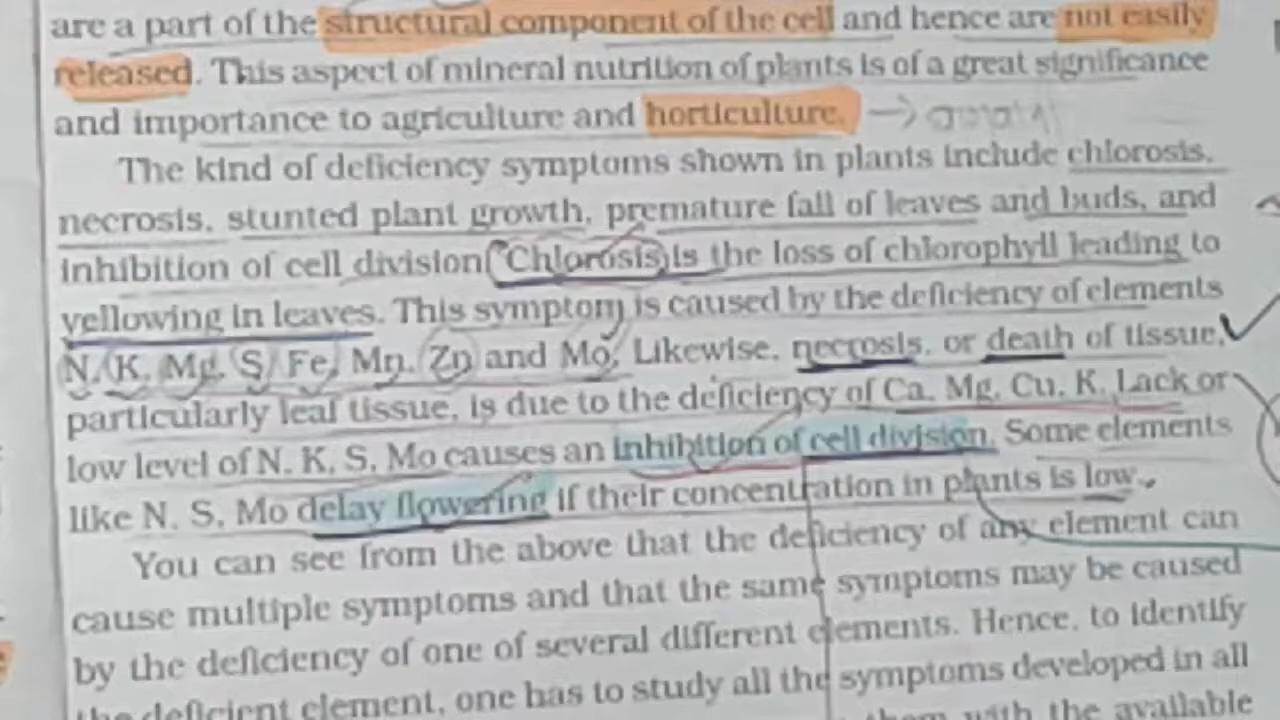 are a part of the structural component of the cell and hence are not easily
released. This aspect of mineral nutrition of plants is of a great significance
and importance to agriculture and horticulture. →
The kind of deficiency symptoms shown in plants include chlorosis,
necrosis, stunted plant growth, premature fall of leaves and buds, and
inhibition of cell division. Chlorosis is the loss of chlorophyll leading to
yellowing in leaves. This symptom is caused by the deficiency of elements
N, K, Mg, S, Fe, Mn, Zn and Mo. Likewise, necrosis, or death of tissue,
particularly leaf tissue, is due to the deficiency of Ca, Mg, Cu, K. Lack or
low level of N, K, S, Mo causes an inhibition of cell division. Some elements
like N, S, Mo delay flowering if their concentration in plants is low.
You can see from the above that the deficiency of any element can
cause multiple symptoms and that the same symptoms may be caused
by the deficiency of one of several different elements. Hence, to identify
the deficient element, one has to study all the symptoms developed in all
them with the available